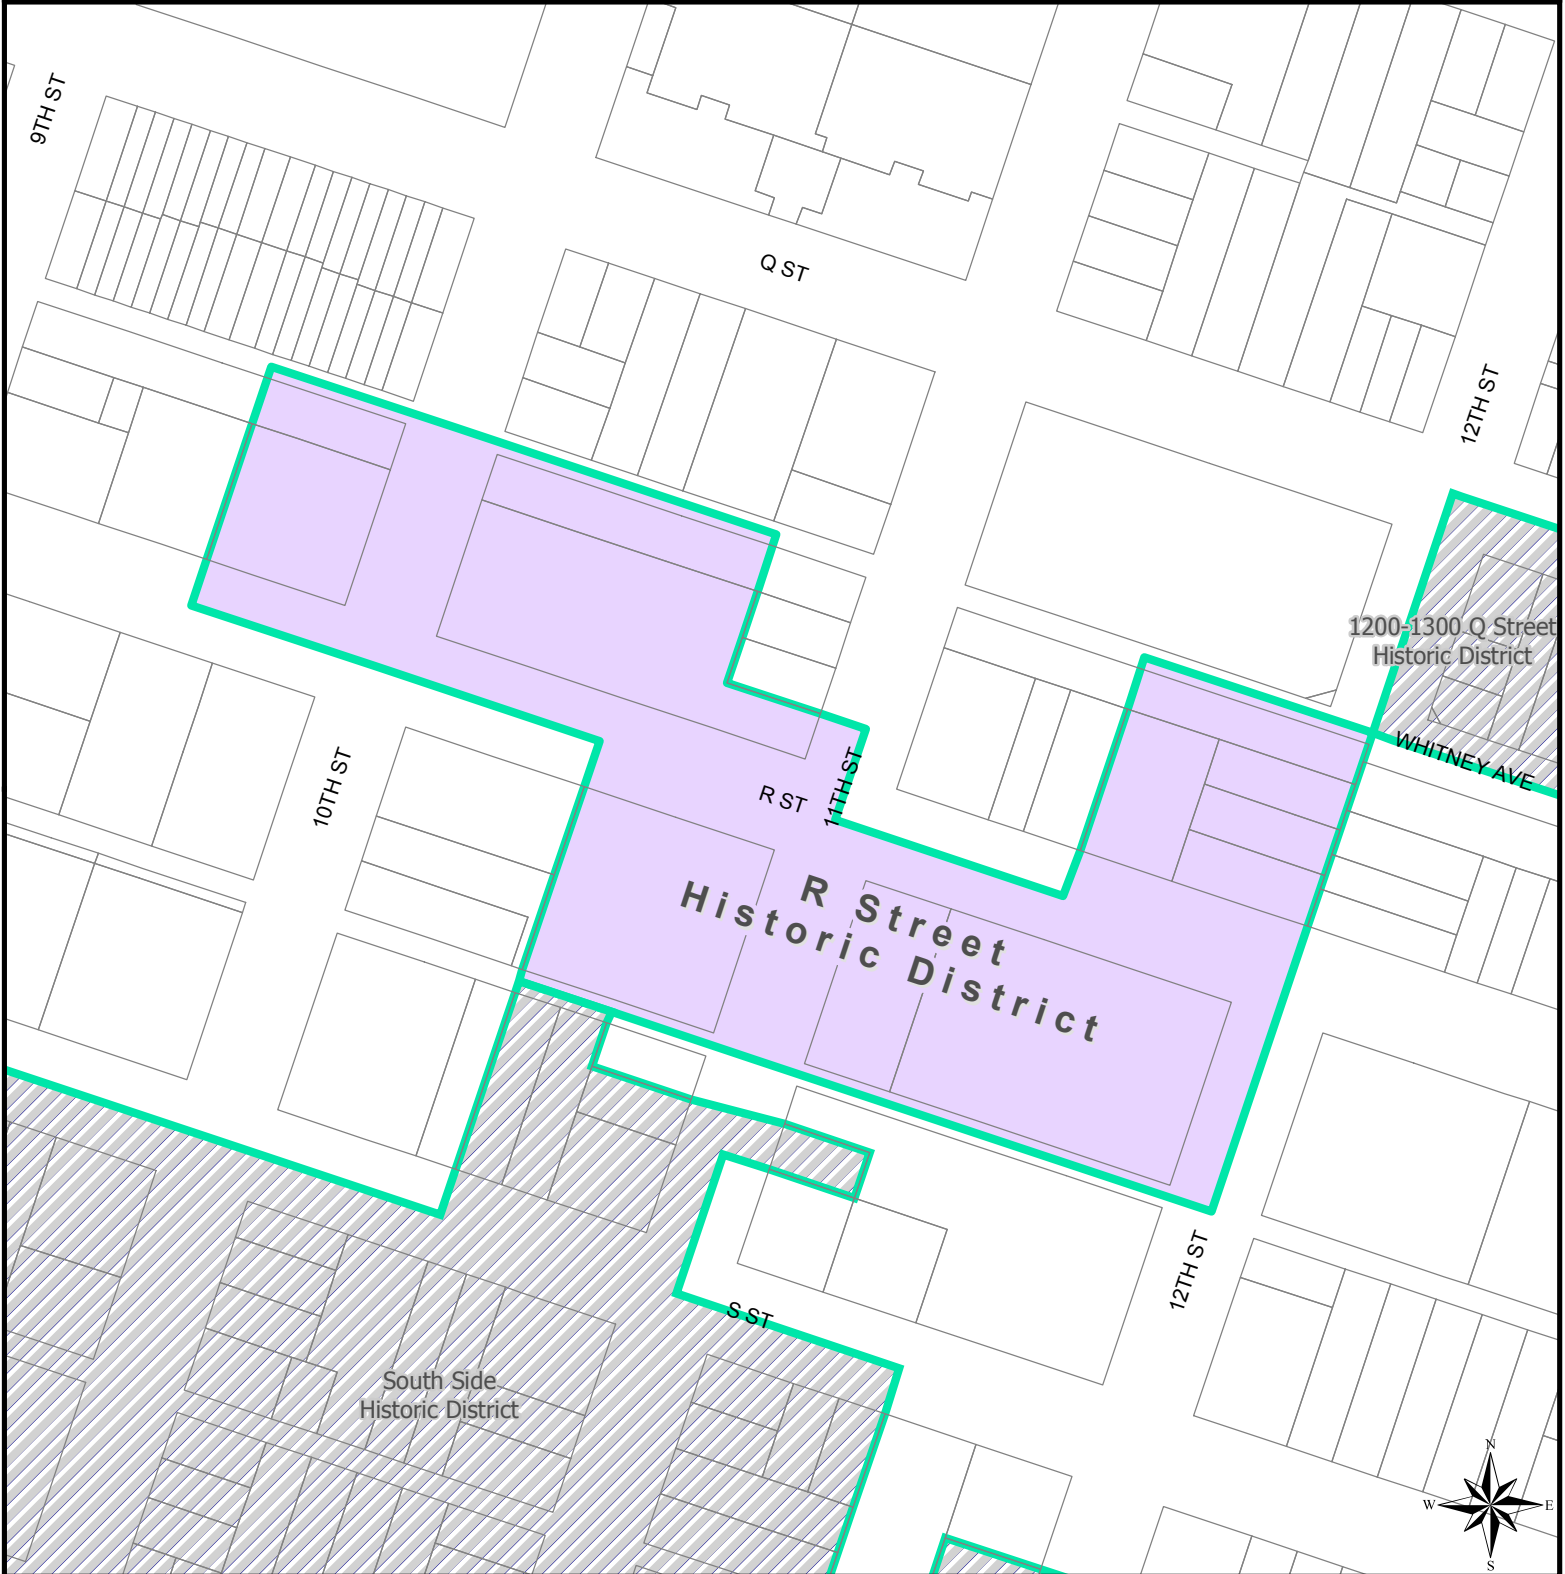 9TH ST
Q ST
12TH ST
1200-1300 Q Street
Historic District
WHITNEY AVE
10TH ST
R ST
11TH ST
R Street
Historic District
12TH ST
S ST
South Side
Historic District
N
W E
S